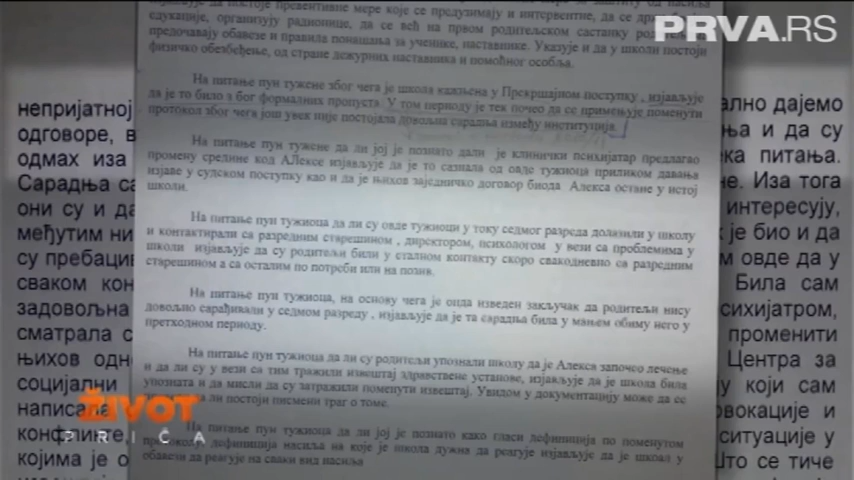 PRVA.RS
едукације, организују радионице, да се већ на првом родитељском састанку
предочавају обавезе и правила понашања за ученике, наставнике. Указује и да у школи постоји
физичко обезбеђење, од стране дежурних наставника и помоћног особља.
На питање пун тужене због чега је школа кажњена у Прекршајном поступку , изјављује
да је то било з бог формалних пропуста. У том периоду је тек почео да се примењује поменути
протокол због чега још увек није постојала довољна сарадња између институција.
На питање пун тужене да ли јој је познато дали је клинички психијатар предлагао
промену средине код Алексе изјављује да је то сазнала од овде тужиоца приликом давања
изјаве у судском поступку као и да је њихов заједничко договор биода Алекса остане у истој
школи.
На питање пун тужиоца да ли су овде тужиоци у току седмог разреда долазили у школу
и контактирали са разредним старешином , директором, психологом у вези са проблемима у
школи изјављује да су родитељи били у сталном контакту скоро свакодневно са разредним
старешином а са осталим по потреби или на позив.
На питање пун тужиоца, на основу чега је онда изведен закључак да родитељи нису
довољно сарађивали у седмом разреду , изјављује да је та сарадња била у мањем обиму него у
претходном периоду.
На питање пун тужиоца да ли су родитељи упознали школу да је Алекса започео лечење
и да ли су у вези са тим тражили извештај здравствене установе, изјављује да је школа била
упозната и да мисли да су затражили поменути извештај. Увидом у документацију може да се
ли постоји писмени траг о томе.
На питање пун тужиоца да ли јој је познато како гласи дефиниција по поменутом
протоколу дефиниција насиља на које је школа дужна да реагује изјављује да је школа у
обавези да реагује на сваки вид насиља
непријатној
одговоре, в
одмах иза
Сарадња са
они су и да
међутим ни
су пребацив
сваком кон
задовољна
сматрала с
њихов одно
социјални
написала
конфлинте,
којима је о
ално дајемо
ња и да су
ека питања.
не. Иза тога
интересују,
к је био и да
м овде да у
Била сам
сихијатром,
променити
Центра за
ју који сам
овокације и
ситуације у
Што се тиче
ŽIVOT
PRIČA